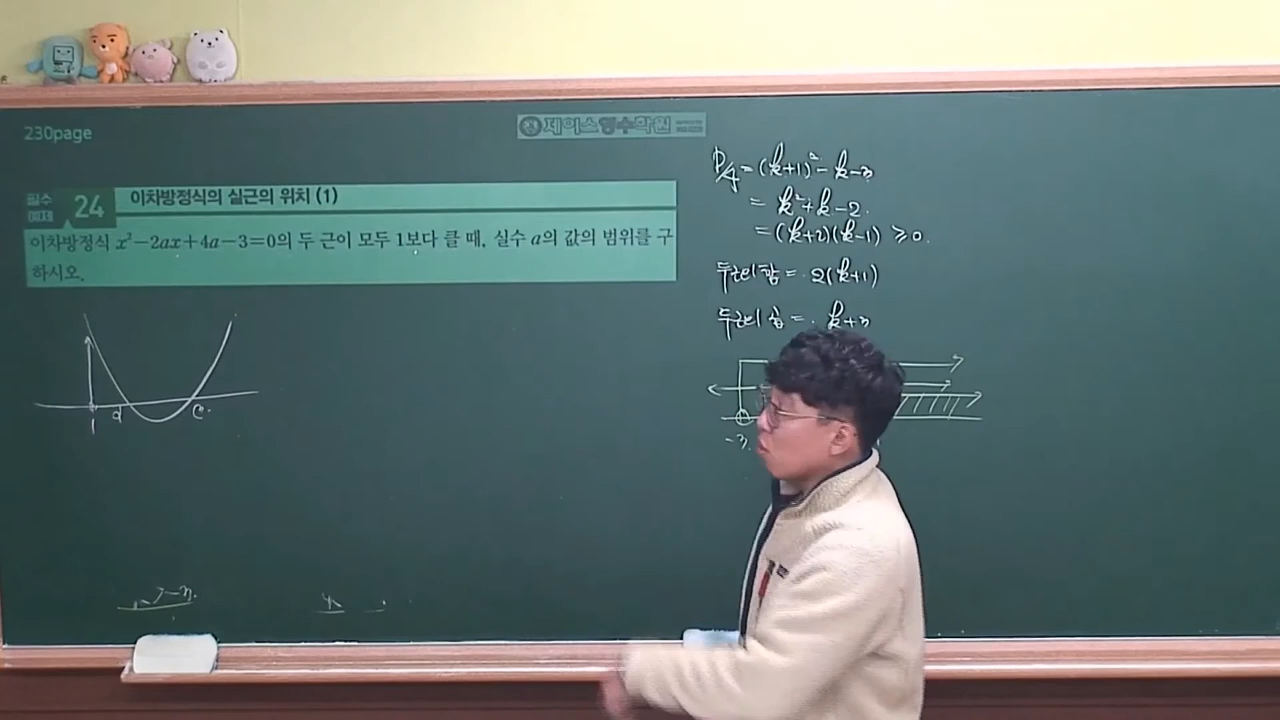 230page
제이스영수학원
필수
예제 24 이차방정식의 실근의 위치 (1)
이차방정식 x²−2ax+4a−3=0의 두 근이 모두 1보다 클 때, 실수 a의 값의 범위를 구
하시오.
D/4=(k+1)²−k−3
= k²+k−2.
=(k+2)(k−1) ≥0.
두근의 합 = 2(k+1)
두근의 곱 = k+3
-3.
1
α
β